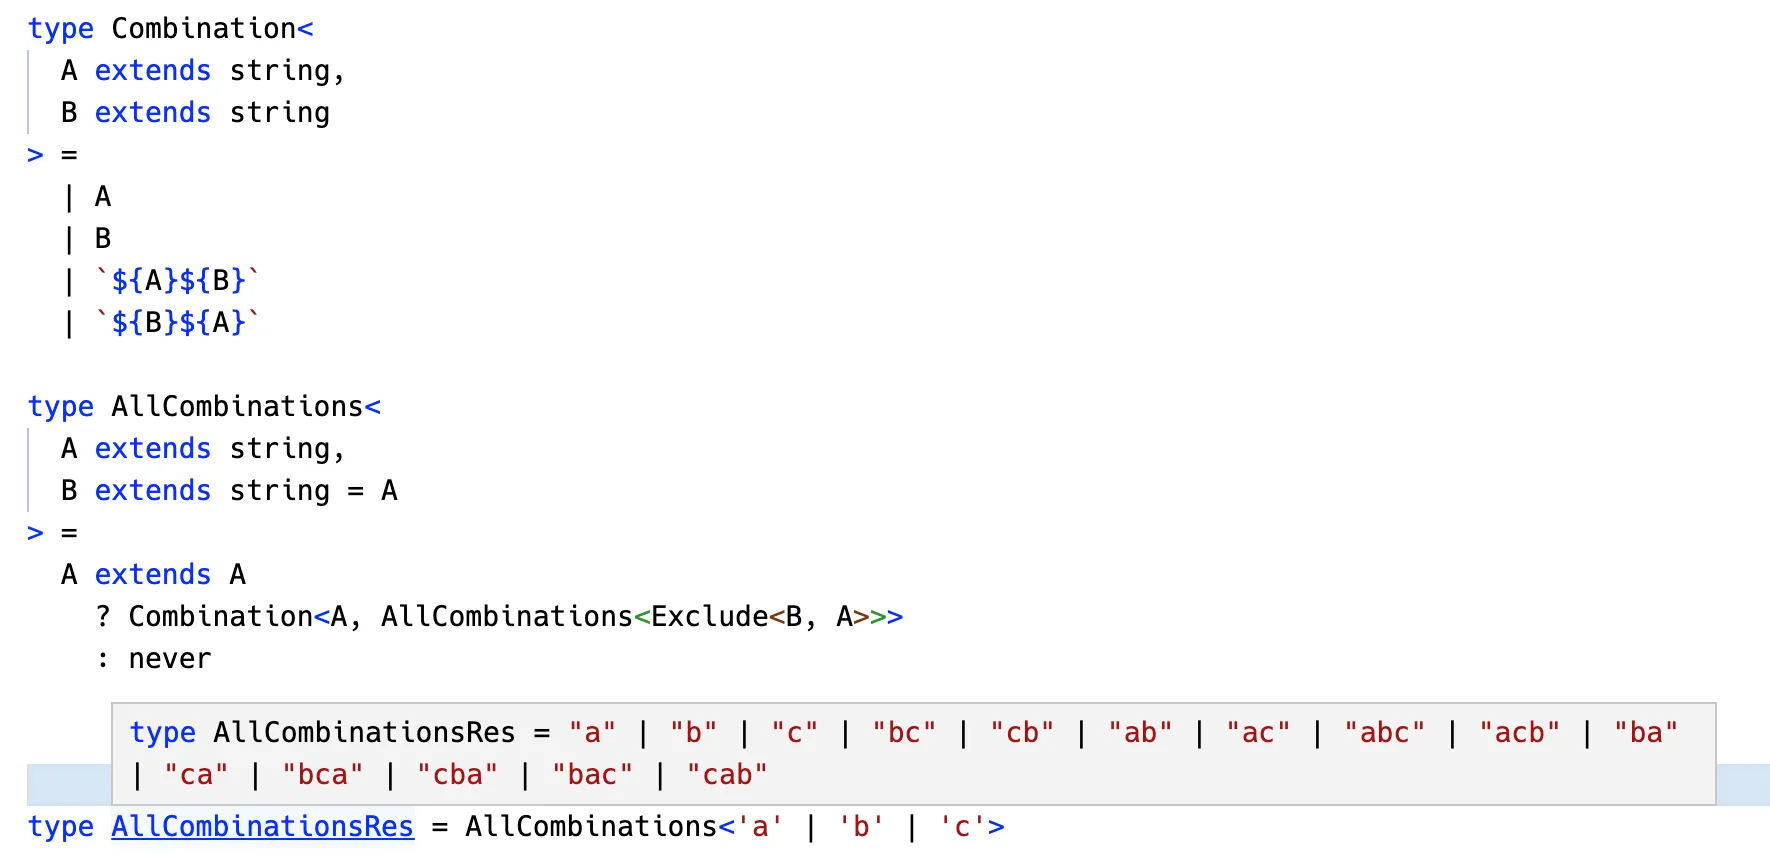 type Combination<
  A extends string,
  B extends string
> =
  | A
  | B
  | `${A}${B}`
  | `${B}${A}`

type AllCombinations<
  A extends string,
  B extends string = A
> =
  A extends A
    ? Combination<A, AllCombinations<Exclude<B, A>>>
    : never
type AllCombinationsRes = "a" | "b" | "c" | "bc" | "cb" | "ab" | "ac" | "abc" | "acb" | "ba"
| "ca" | "bca" | "cba" | "bac" | "cab"
type AllCombinationsRes = AllCombinations<'a' | 'b' | 'c'>